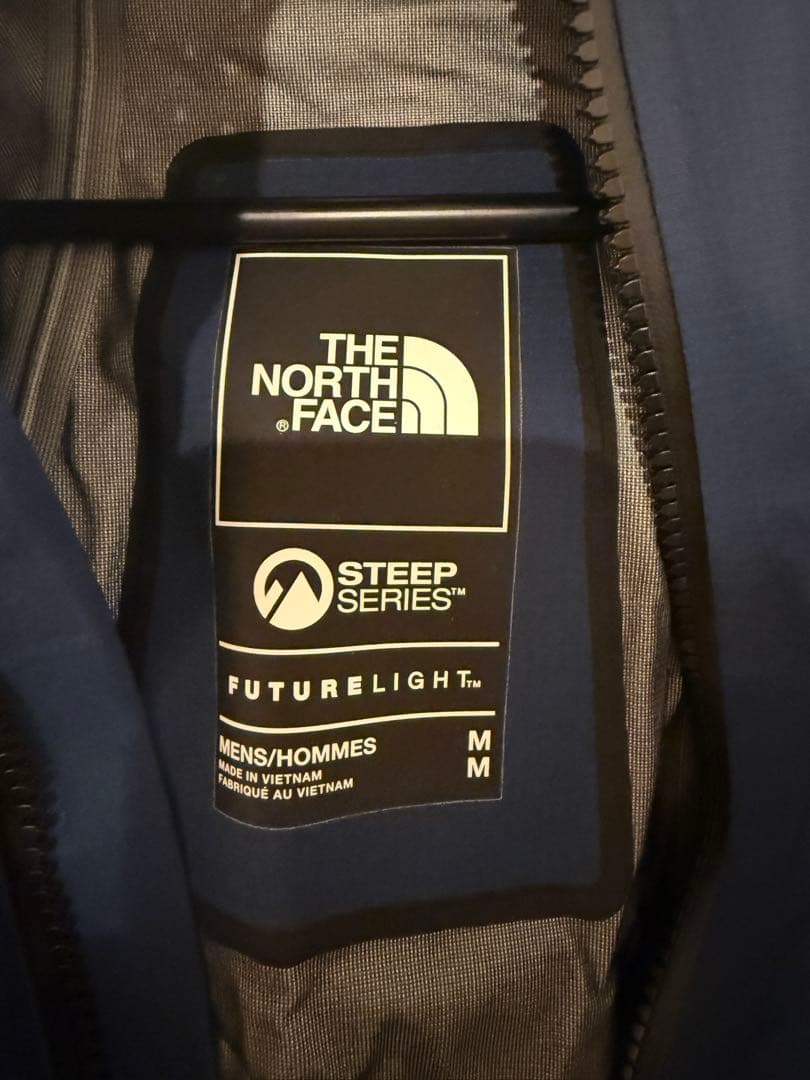 THE
NORTH
®FACE
STEEP
SERIES™
FUTURELIGHT™
MENS/HOMMES M
MADE IN VIETNAM M
FABRIQUÉ AU VIETNAM